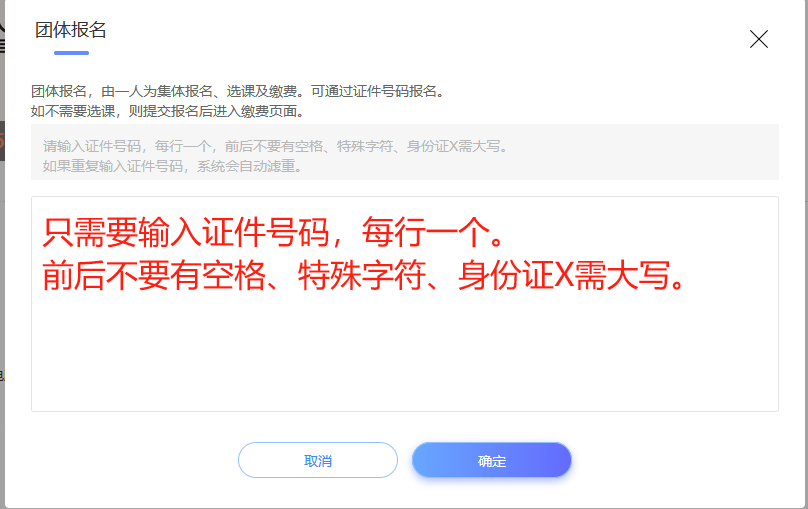 团体报名
团体报名，由一人为集体报名、选课及缴费。可通过证件号码报名。
如不需要选课，则提交报名后进入缴费页面。
请输入证件号码，每行一个，前后不要有空格、特殊字符、身份证X需大写。
如果重复输入证件号码，系统会自动滤重。
只需要输入证件号码，每行一个。
前后不要有空格、特殊字符、身份证X需大写。
取消
确定